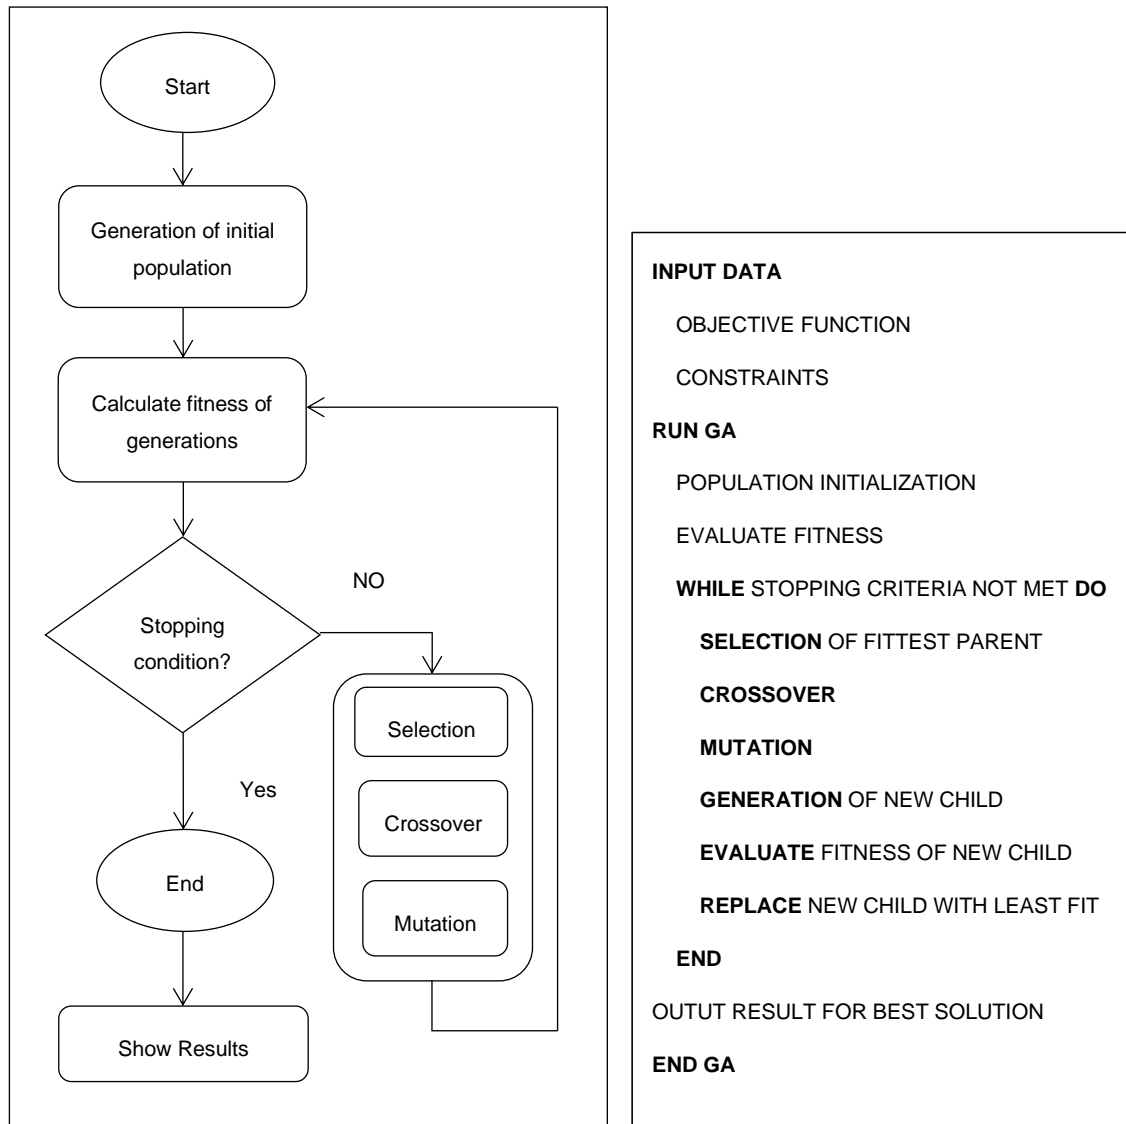 Start
Generation of initial
population
Calculate fitness of
generations
Stopping
condition?
NO
Yes
Selection
Crossover
Mutation
End
Show Results
INPUT DATA
OBJECTIVE FUNCTION
CONSTRAINTS
RUN GA
POPULATION INITIALIZATION
EVALUATE FITNESS
WHILE STOPPING CRITERIA NOT MET DO
SELECTION OF FITTEST PARENT
CROSSOVER
MUTATION
GENERATION OF NEW CHILD
EVALUATE FITNESS OF NEW CHILD
REPLACE NEW CHILD WITH LEAST FIT
END
OUTUT RESULT FOR BEST SOLUTION
END GA